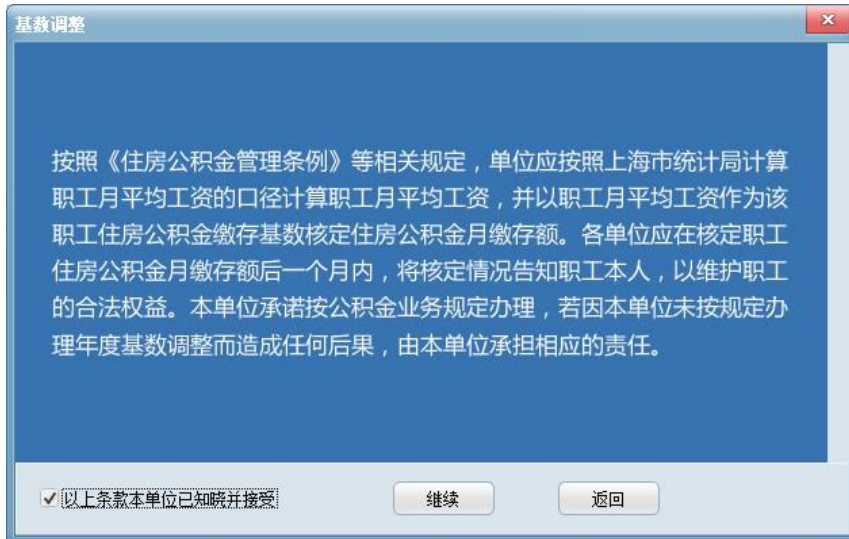 基数调整
按照《住房公积金管理条例》等相关规定，单位应按照上海市统计局计算
职工月平均工资的口径计算职工月平均工资，并以职工月平均工资作为该
职工住房公积金缴存基数核定住房公积金月缴存额。各单位应在核定职工
住房公积金月缴存额后一个月内，将核定情况告知职工本人，以维护职工
的合法权益。本单位承诺按公积金业务规定办理，若因本单位未按规定办
理年度基数调整而造成任何后果，由本单位承担相应的责任。
以上条款本单位已知晓并接受
继续
返回